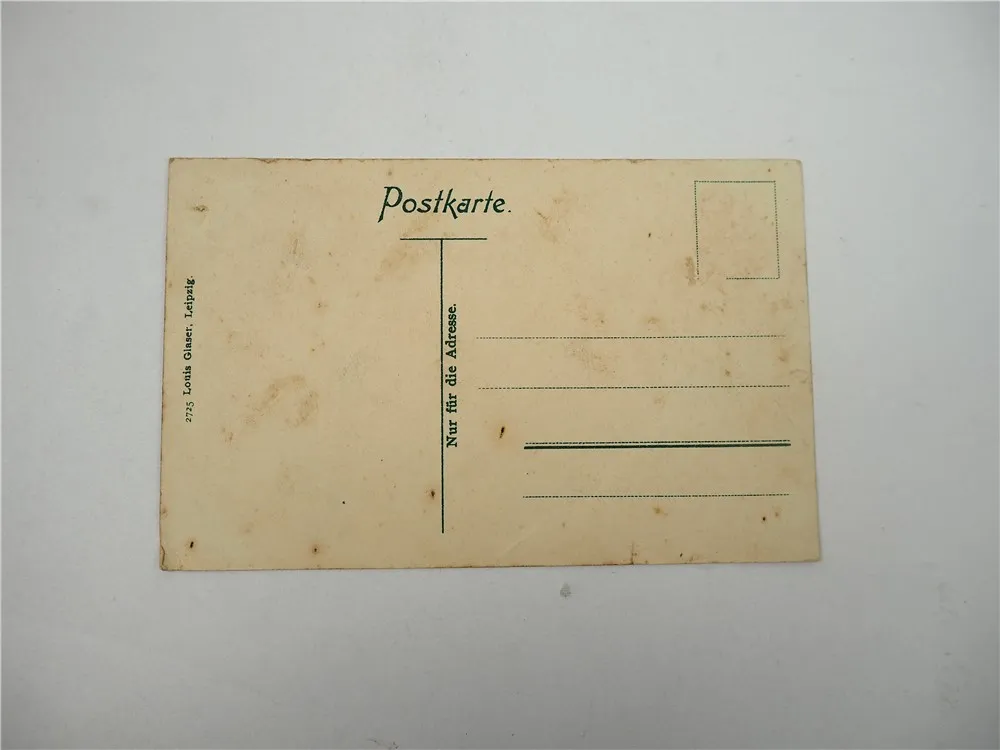 Postkarte.
Nur für die Adresse.
2725 Louis Glaser, Leipzig.